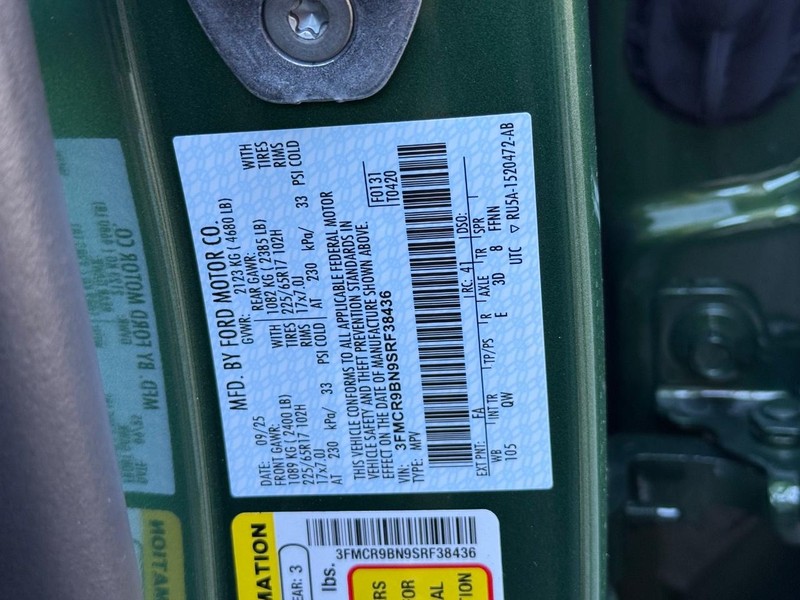 MFD. BY FORD MOTOR CO.
DATE: 09/25
GVWR: 2123 KG ( 4680 LB)
FRONT GAWR: REAR GAWR:
1089 KG ( 2400 LB) WITH 1082 KG ( 2385 LB) WITH
225/65R17 102H TIRES 225/65R17 102H TIRES
17x7.0J RIMS 17x7.0J RIMS
AT 230 kPa/ 33 PSI COLD AT 230 kPa/ 33 PSI COLD
THIS VEHICLE CONFORMS TO ALL APPLICABLE FEDERAL MOTOR
VEHICLE SAFETY AND THEFT PREVENTION STANDARDS IN
EFFECT ON THE DATE OF MANUFACTURE SHOWN ABOVE.
VIN: 3FMCR9BN9SRF38436
TYPE: MPV
F0131
T0420
EXT PNT: FA RC: 41 DSO:
WB INT TR TP/PS R AXLE TR SPR
105 QW E 3D 8 FFNN
UTC ▽ RU5A-1520472-AB
3FMCR9BN9SRF38436
MATION
EAR: 3
lbs.